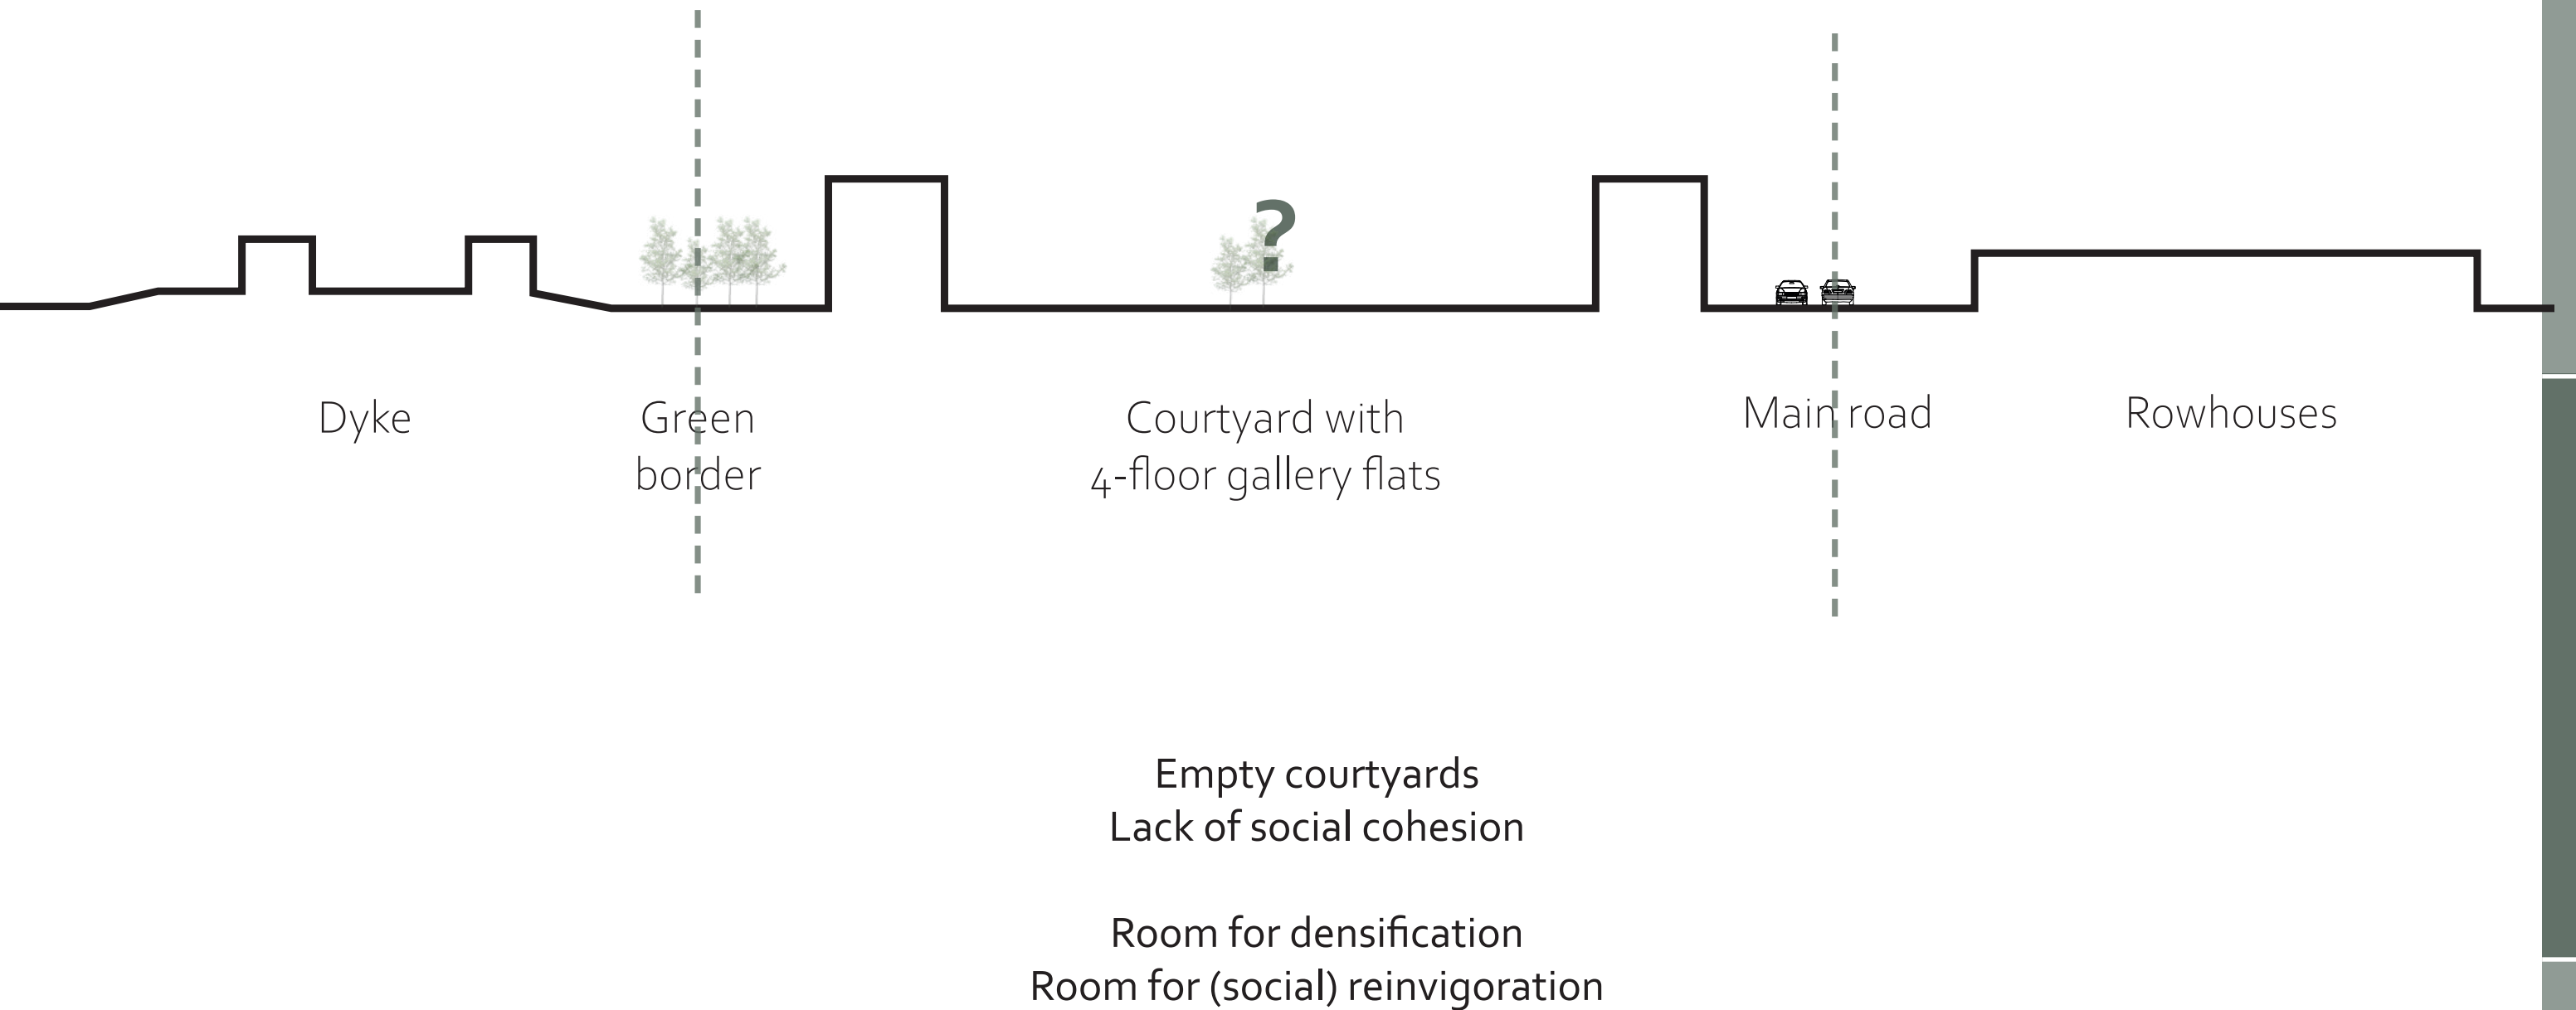 ?
Dyke
Green
border
Courtyard with
4-floor gallery flats
Main road
Rowhouses
Empty courtyards
Lack of social cohesion
Room for densification
Room for (social) reinvigoration